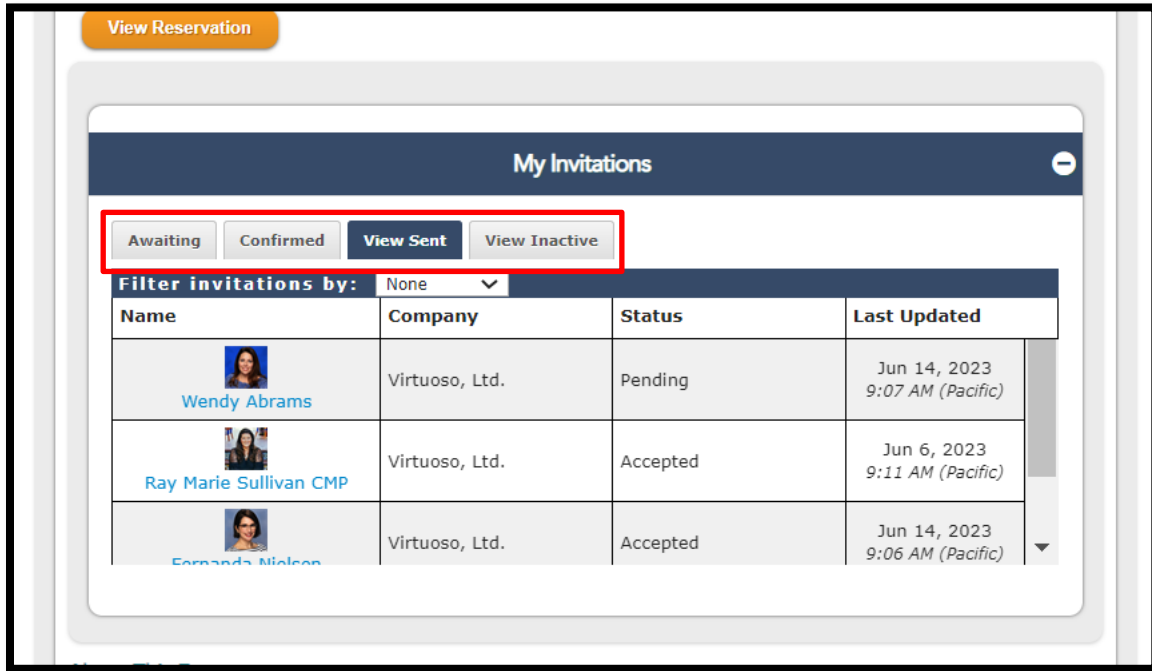 View Reservation
My Invitations
Awaiting Confirmed View Sent View Inactive
Filter invitations by: None
Name Company Status Last Updated
Wendy Abrams Virtuoso, Ltd. Pending Jun 14, 2023
9:07 AM (Pacific)
Ray Marie Sullivan CMP Virtuoso, Ltd. Accepted Jun 6, 2023
9:11 AM (Pacific)
Fernanda Nielsen Virtuoso, Ltd. Accepted Jun 14, 2023
9:06 AM (Pacific)